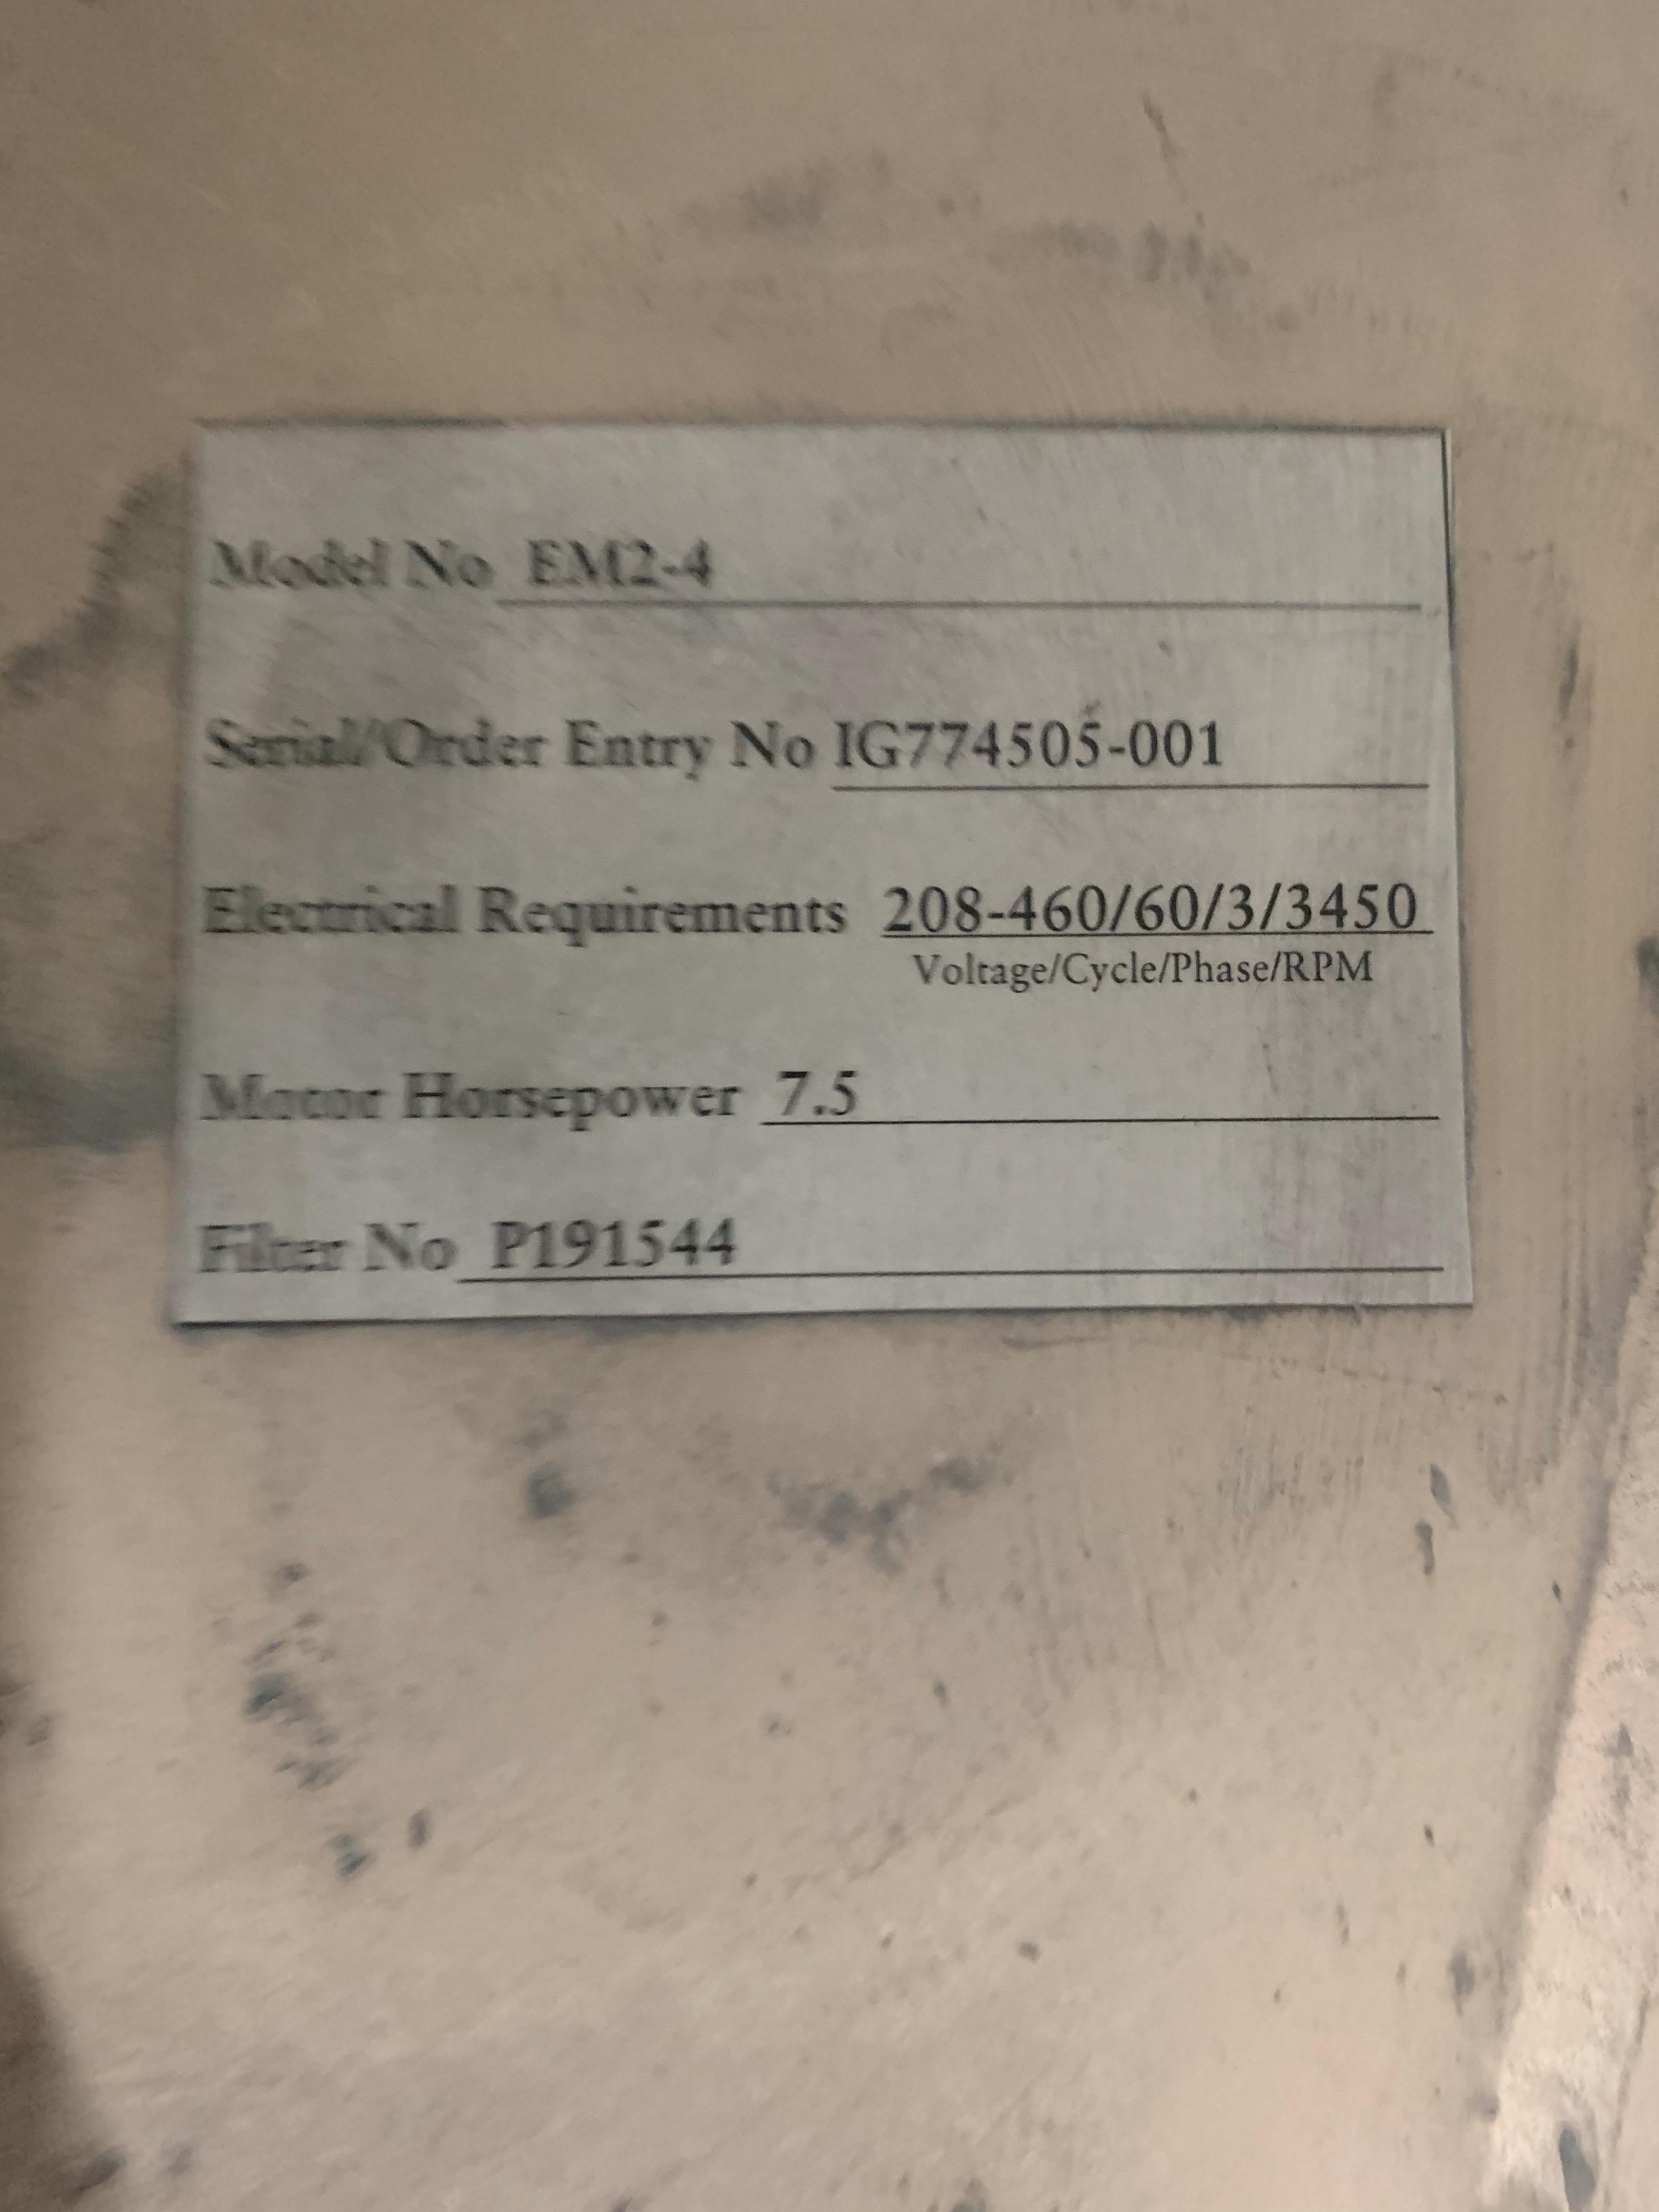 Model No EM2-4
Serial/Order Entry No IG774505-001
Electrical Requirements 208-460/60/3/3450
Voltage/Cycle/Phase/RPM
Motor Horsepower 7.5
Filter No P191544